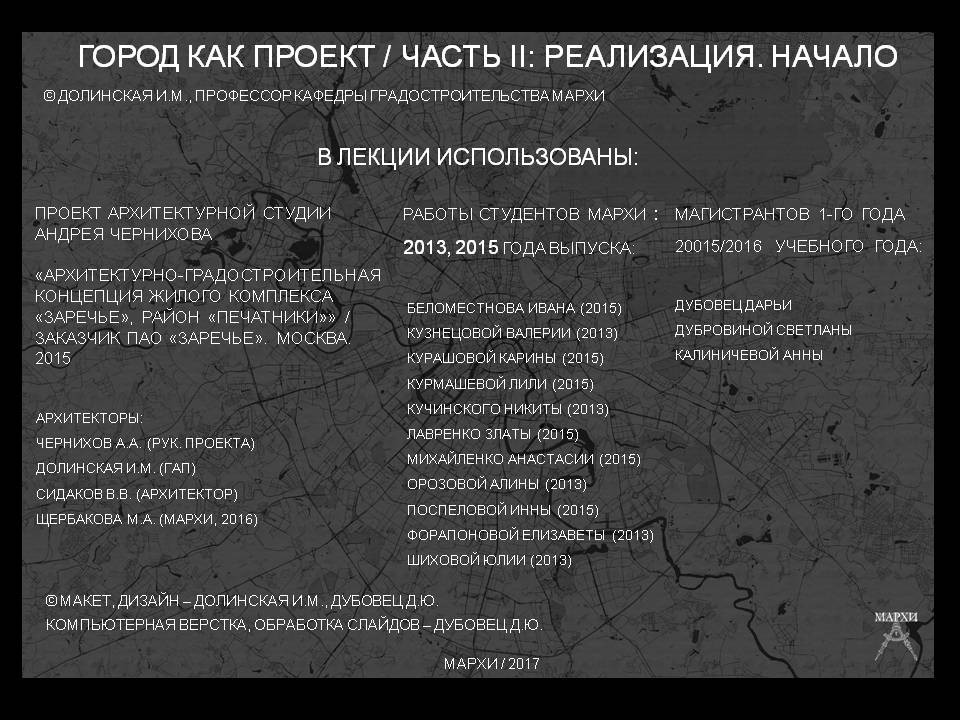 ГОРОД КАК ПРОЕКТ / ЧАСТЬ II: РЕАЛИЗАЦИЯ. НАЧАЛО
© ДОЛИНСКАЯ И.М., ПРОФЕССОР КАФЕДРЫ ГРАДОСТРОИТЕЛЬСТВА МАРХИ
В ЛЕКЦИИ ИСПОЛЬЗОВАНЫ:
ПРОЕКТ АРХИТЕКТУРНОЙ СТУДИИ
АНДРЕЯ ЧЕРНИХОВА
«АРХИТЕКТУРНО-ГРАДОСТРОИТЕЛЬНАЯ
КОНЦЕПЦИЯ ЖИЛОГО КОМПЛЕКСА
«ЗАРЕЧЬЕ», РАЙОН «ПЕЧАТНИКИ»» /
ЗАКАЗЧИК ПАО «ЗАРЕЧЬЕ». МОСКВА.
2015
АРХИТЕКТОРЫ:
ЧЕРНИХОВ А.А. (РУК. ПРОЕКТА)
ДОЛИНСКАЯ И.М. (ГАП)
СИДАКОВ В.В. (АРХИТЕКТОР)
ЩЕРБАКОВА М.А. (МАРХИ, 2016)
РАБОТЫ СТУДЕНТОВ МАРХИ :
2013, 2015 ГОДА ВЫПУСКА:
БЕЛОМЕСТНОВА ИВАНА (2015)
КУЗНЕЦОВОЙ ВАЛЕРИИ (2013)
КУРАШОВОЙ КАРИНЫ (2015)
КУРМАШЕВОЙ ЛИЛИ (2015)
КУЧИНСКОГО НИКИТЫ (2013)
ЛАВРЕНКО ЗЛАТЫ (2015)
МИХАЙЛЕНКО АНАСТАСИИ (2015)
ОРОЗОВОЙ АЛИНЫ (2013)
ПОСПЕЛОВОЙ ИННЫ (2015)
ФОРАПОНОВОЙ ЕЛИЗАВЕТЫ (2013)
ШИХОВОЙ ЮЛИИ (2013)
МАГИСТРАНТОВ 1-ГО ГОДА
20015/2016 УЧЕБНОГО ГОДА:
ДУБОВЕЦ ДАРЬИ
ДУБРОВИНОЙ СВЕТЛАНЫ
КАЛИНИЧЕВОЙ АННЫ
© МАКЕТ, ДИЗАЙН – ДОЛИНСКАЯ И.М., ДУБОВЕЦ Д.Ю.
КОМПЬЮТЕРНАЯ ВЕРСТКА, ОБРАБОТКА СЛАЙДОВ – ДУБОВЕЦ Д.Ю.
МАРХИ
МАРХИ / 2017